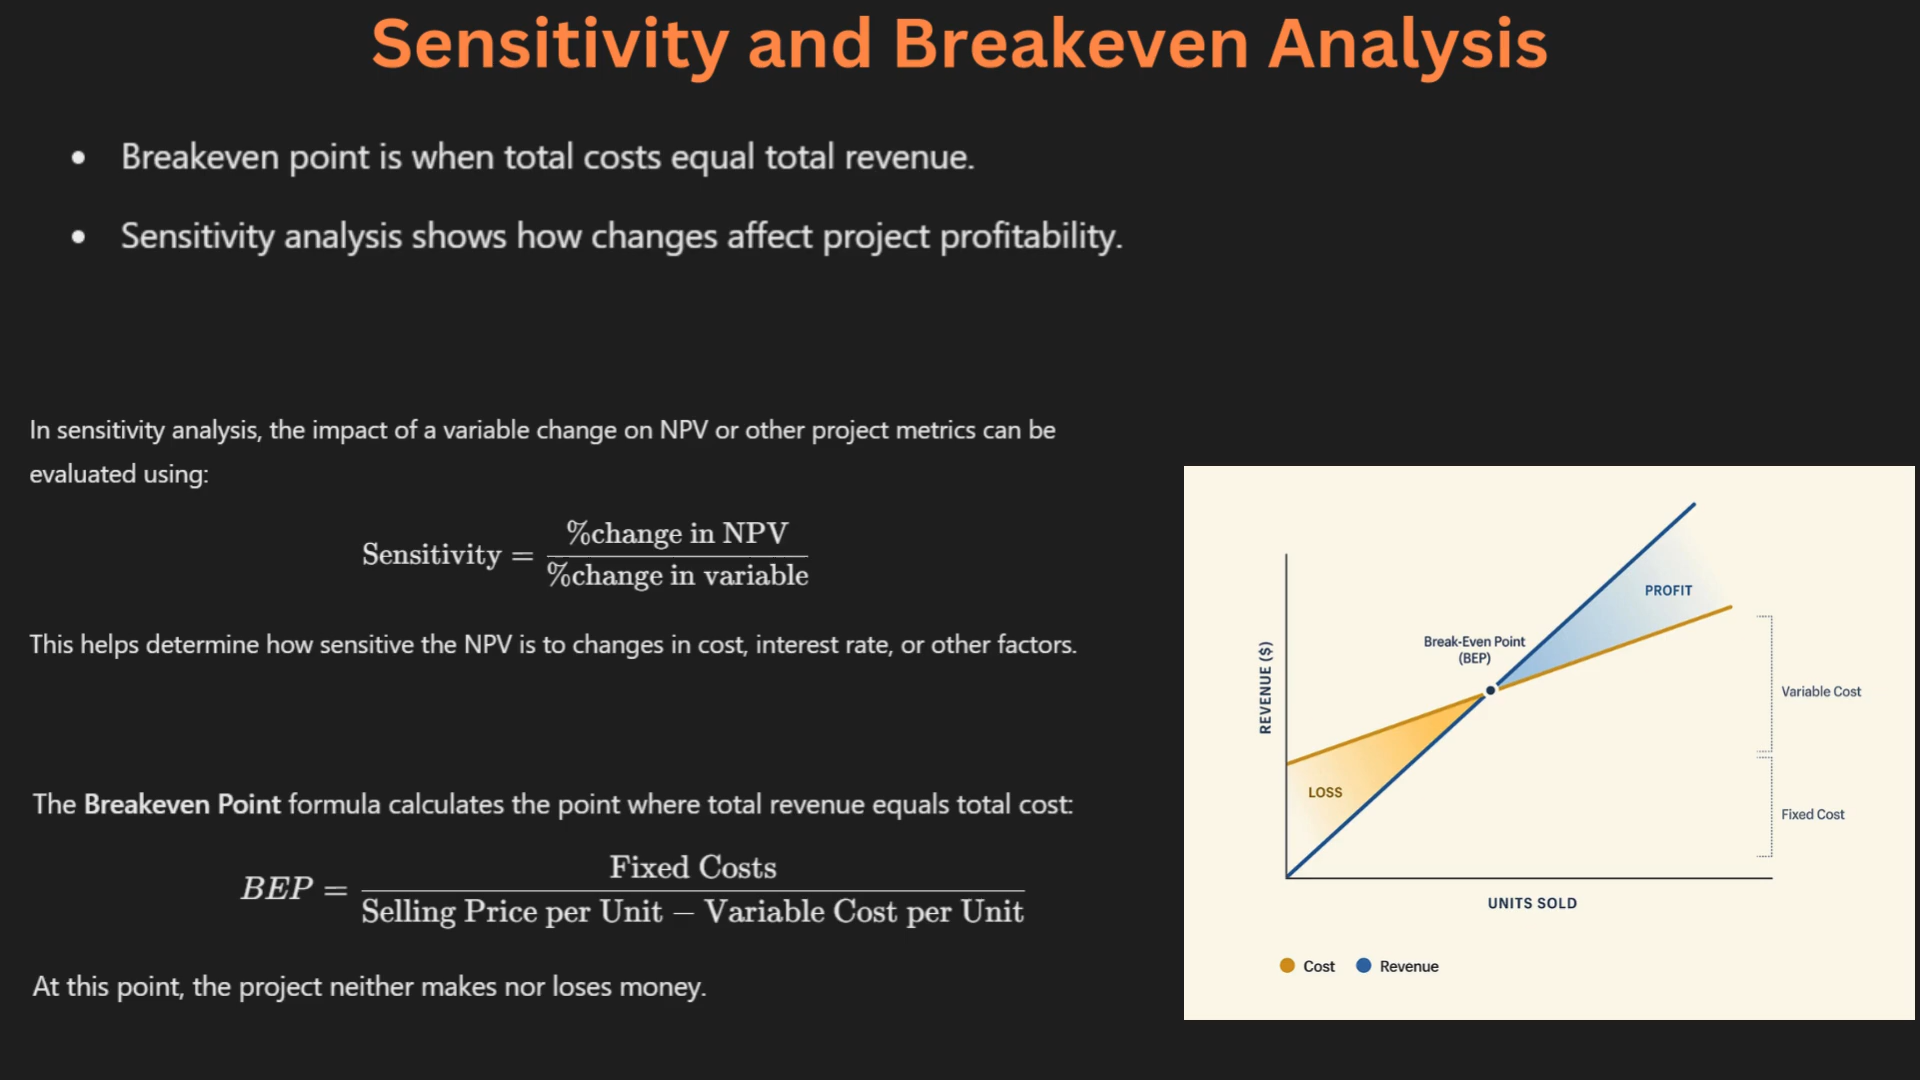 Sensitivity and Breakeven Analysis
• Breakeven point is when total costs equal total revenue.
• Sensitivity analysis shows how changes affect project profitability.
In sensitivity analysis, the impact of a variable change on NPV or other project metrics can be
evaluated using:
Sensitivity = %change in NPV / %change in variable
This helps determine how sensitive the NPV is to changes in cost, interest rate, or other factors.
The Breakeven Point formula calculates the point where total revenue equals total cost:
BEP = Fixed Costs / Selling Price per Unit − Variable Cost per Unit
At this point, the project neither makes nor loses money.
REVENUE ($)
PROFIT
Break-Even Point
(BEP)
Variable Cost
LOSS
Fixed Cost
UNITS SOLD
Cost
Revenue